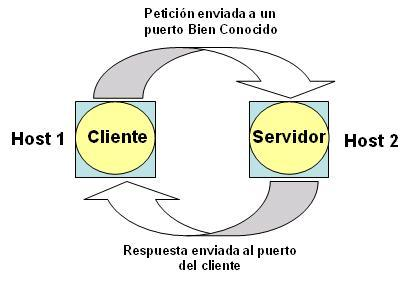 Petición enviada a un
puerto Bien Conocido
Host 1
Cliente
Servidor
Host 2
Respuesta enviada al puerto
del cliente